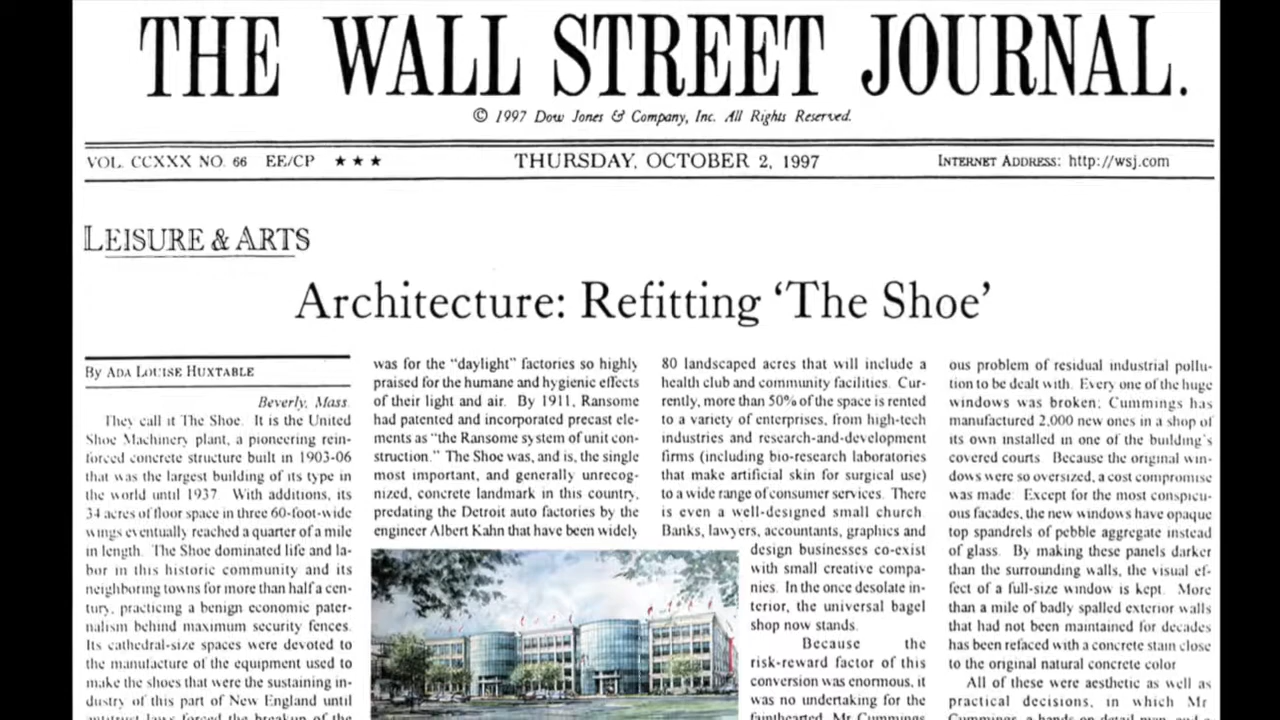 THE WALL STREET JOURNAL.
© 1997 Dow Jones & Company, Inc. All Rights Reserved.
VOL. CCXXX NO. 66 EE/CP ★★★ THURSDAY, OCTOBER 2, 1997 INTERNET ADDRESS: http://wsj.com
LEISURE & ARTS
Architecture: Refitting ‘The Shoe’
By ADA LOUISE HUXTABLE
Beverly, Mass.
They call it The Shoe. It is the United
Shoe Machinery plant, a pioneering rein-
forced concrete structure built in 1903-06
that was the largest building of its type in
the world until 1937. With additions, its
34 acres of floor space in three 60-foot-wide
wings eventually reached a quarter of a mile
in length. The Shoe dominated life and la-
bor in this historic community and its
neighboring towns for more than half a cen-
tury, practicing a benign economic pater-
nalism behind maximum security fences.
Its cathedral-size spaces were devoted to
the manufacture of the equipment used to
make the shoes that were the sustaining in-
dustry of this part of New England until
antitrust laws forced the breakup of the
was for the “daylight” factories so highly
praised for the humane and hygienic effects
of their light and air. By 1911, Ransome
had patented and incorporated precast ele-
ments as “the Ransome system of unit con-
struction.” The Shoe was, and is, the single
most important, and generally unrecog-
nized, concrete landmark in this country,
predating the Detroit auto factories by the
engineer Albert Kahn that have been widely
80 landscaped acres that will include a
health club and community facilities. Cur-
rently, more than 50% of the space is rented
to a variety of enterprises, from high-tech
industries and research-and-development
firms (including bio-research laboratories
that make artificial skin for surgical use)
to a wide range of consumer services. There
is even a well-designed small church.
Banks, lawyers, accountants, graphics and
design businesses co-exist
with small creative compa-
nies. In the once desolate in-
terior, the universal bagel
shop now stands.
Because the
risk-reward factor of this
conversion was enormous, it
was no undertaking for the
fainthearted. Mr. Cummings
ous problem of residual industrial pollu-
tion to be dealt with. Every one of the huge
windows was broken; Cummings has
manufactured 2,000 new ones in a shop of
its own installed in one of the building's
covered courts. Because the original win-
dows were so oversized, a cost compromise
was made: Except for the most conspicu-
ous facades, the new windows have opaque
top spandrels of pebble aggregate instead
of glass. By making these panels darker
than the surrounding walls, the visual ef-
fect of a full-size window is kept. More
than a mile of badly spalled exterior walls
that had not been maintained for decades
has been refaced with a concrete stain close
to the original natural concrete color.
All of these were aesthetic as well as
practical decisions, in which Mr.
Cummings, a hands-on detail man, and a